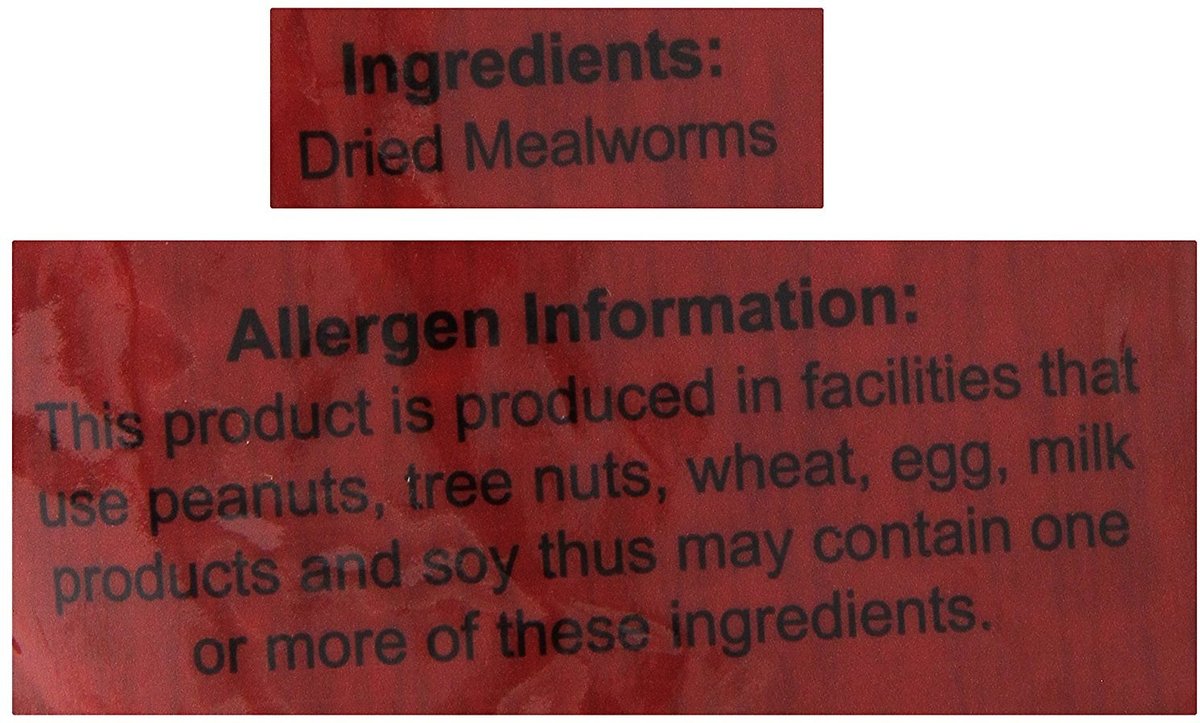 Ingredients:
Dried Mealworms
Allergen Information:
This product is produced in facilities that
use peanuts, tree nuts, wheat, egg, milk
products and soy thus may contain one
or more of these ingredients.